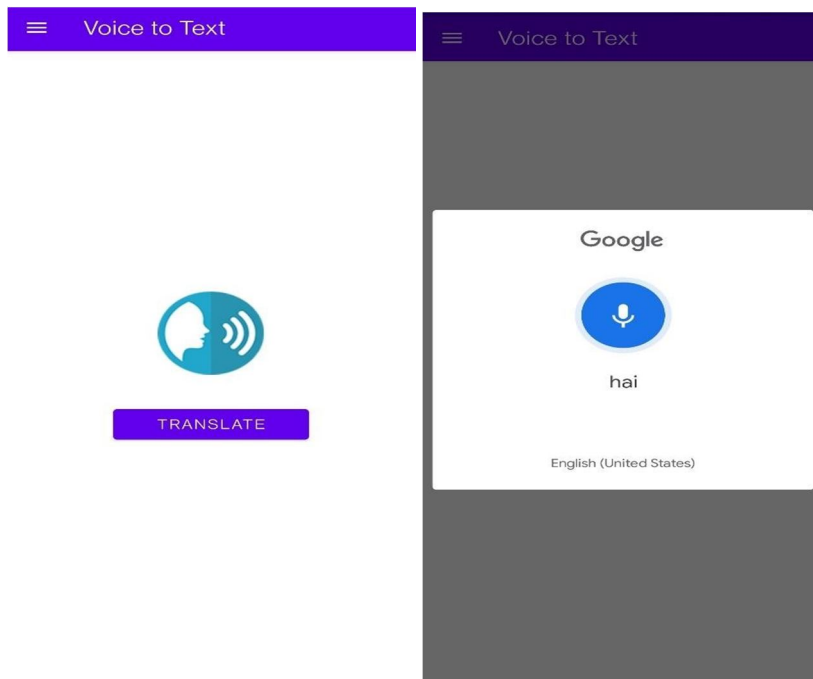 Voice to Text
TRANSLATE
Voice to Text
Google
hai
English (United States)